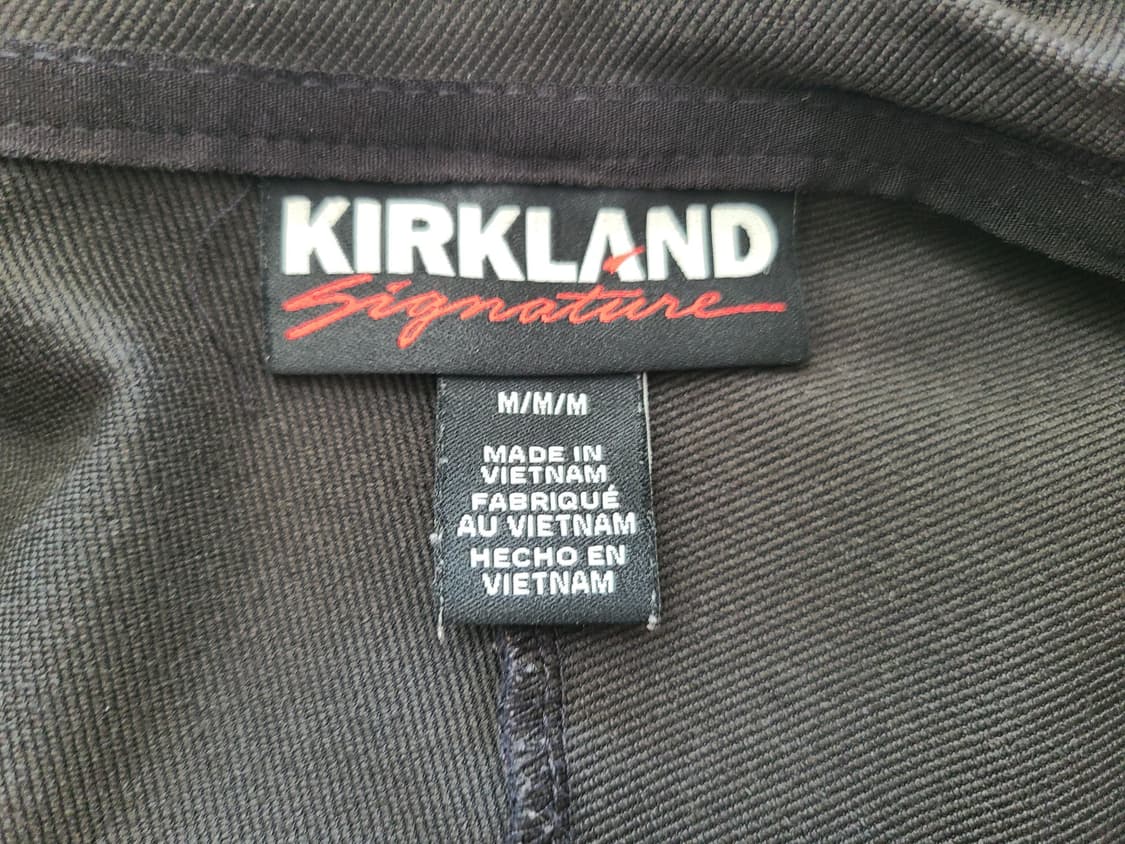 KIRKLAND
Signature
M/M/M
MADE IN
VIETNAM
FABRIQUÉ
AU VIETNAM
HECHO EN
VIETNAM